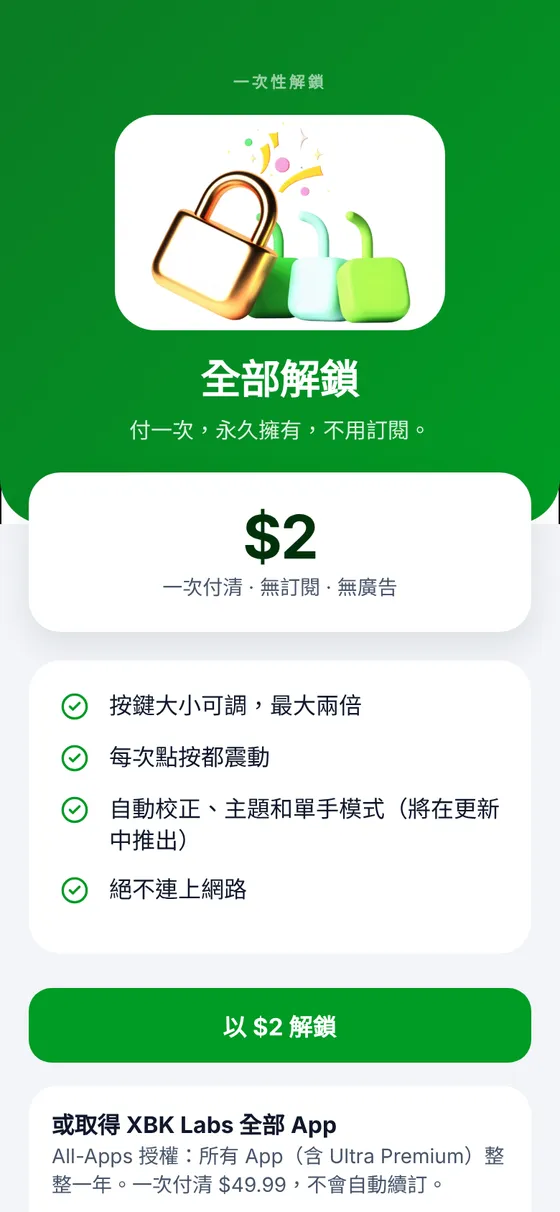 一次性解鎖
全部解鎖
付一次，永久擁有，不用訂閱。
$2
一次付清 · 無訂閱 · 無廣告
按鍵大小可調，最大兩倍
每次點按都震動
自動校正、主題和單手模式（將在更新
中推出）
絕不連上網路
以 $2 解鎖
或取得 XBK Labs 全部 App
All-Apps 授權：所有 App（含 Ultra Premium）整
整一年。一次付清 $49.99，不會自動續訂。